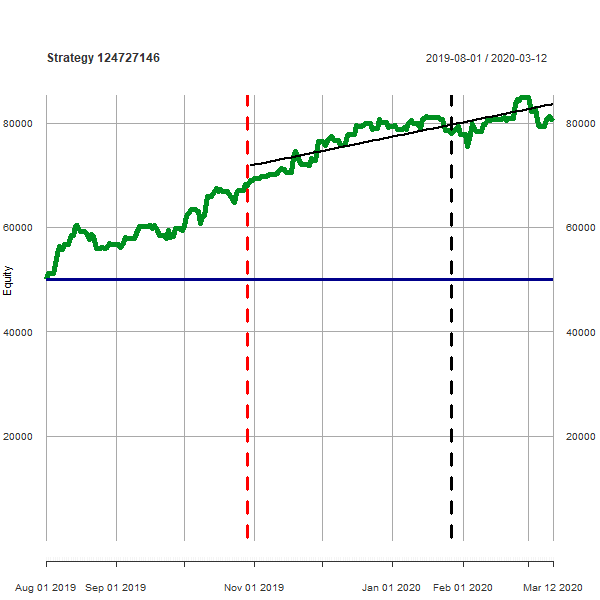 Strategy 124727146
2019-08-01 / 2020-03-12
80000
80000
60000
60000
Equity
40000
40000
20000
20000
Aug 01 2019
Sep 01 2019
Nov 01 2019
Jan 01 2020
Feb 01 2020
Mar 12 2020